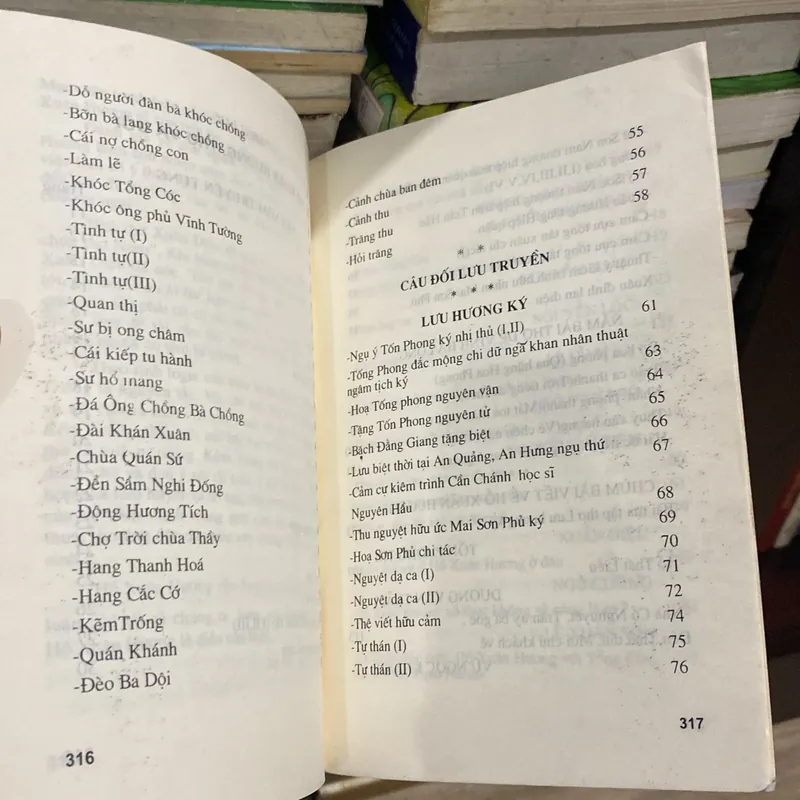 -Dỗ người đàn bà khóc chồng
-Bỡn bà lang khóc chồng
-Cái nợ chồng con
-Làm lẽ
-Khóc Tổng Cóc
-Khóc ông phủ Vĩnh Tường
-Tình tự (I)
-Tình tự(II)
-Tình tự(III)
-Quan thị
-Sư bị ong châm
-Cái kiếp tu hành
-Sư hổ mang
-Đá Ông Chồng Bà Chồng
-Đài Khán Xuân
-Chùa Quán Sứ
-Đền Sầm Nghi Đống
-Động Hương Tích
-Chợ Trời chùa Thầy
-Hang Thanh Hoá
-Hang Cắc Cớ
-KẽmTrống
-Quán Khánh
-Đèo Ba Dội
316
-Cảnh chùa ban đêm 55
-Cảnh thu 56
-Trăng thu 57
-Hỏi trăng 58
* *
CÂU ĐỐI LƯU TRUYỀN
* * *
LƯU HƯƠNG KÝ
-Ngụ ý Tốn Phong ký nhị thủ (I,II) 61
-Tống Phong đắc mộng chi dữ ngã khan nhân thuật
ngâm tịch ký 63
-Hoạ Tống phong nguyên vận 64
-Tặng Tốn Phong nguyên tử 65
-Bạch Đằng Giang tặng biệt 66
-Lưu biệt thời tại An Quảng, An Hưng ngụ thứ 67
-Cảm cự kiêm trình Cần Chánh học sĩ
Nguyên Hầu 68
-Thu nguyệt hữu ức Mai Sơn Phủ ký 69
-Hoạ Sơn Phủ chi tác 70
-Nguyệt dạ ca (I) 71
-Nguyệt dạ ca (II) 72
-Thệ viết hữu cảm 74
-Tự thán (I) 75
-Tự thán (II) 76
317